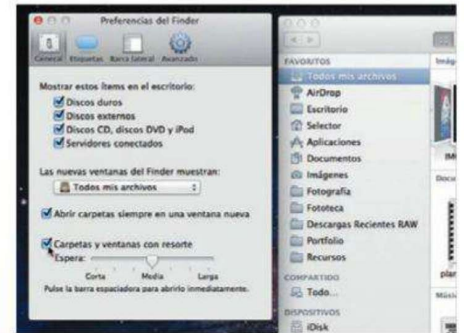 Preferencias del Finder
General Etiquetas Barra Lateral Avanzado
Mostrar estos ítems en el escritorio:
Discos duros
Discos externos
Discos CD, discos DVD y iPod
Servidores conectados
Las nuevas ventanas del Finder muestran:
Todos mis archivos
Abrir carpetas siempre en una ventana nueva
Carpetas y ventanas con resorte
Espera:
Corta Media Larga
Pulse la barra espaciadora para abrirlo inmediatamente.
FAVORITOS
Todos mis archivos
AirDrop
Escritorio
Selector
Aplicaciones
Documentos
Imágenes
Fotografía
Fototeca
Descargas Recientes RAW
Portfolio
Recursos
COMPARTIDO
Todo...
DISPOSITIVOS
iDisk